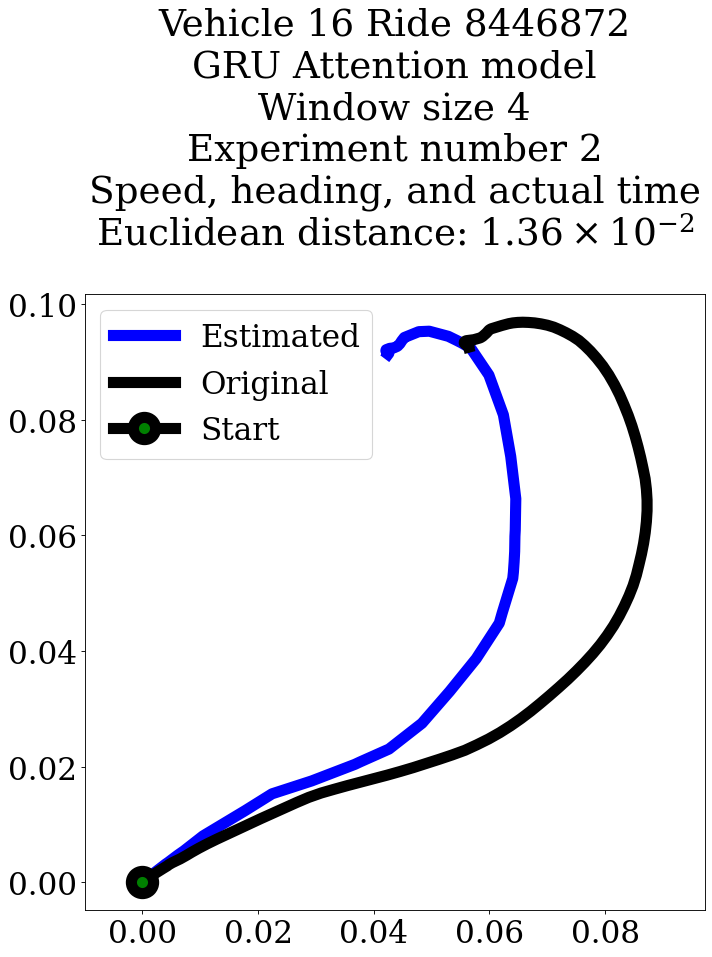 Vehicle 16 Ride 8446872
GRU Attention model
Window size 4
Experiment number 2
Speed, heading, and actual time
Euclidean distance: 1.36 × 10⁻²
Estimated
Original
Start
0.10
0.08
0.06
0.04
0.02
0.00
0.00 0.02 0.04 0.06 0.08